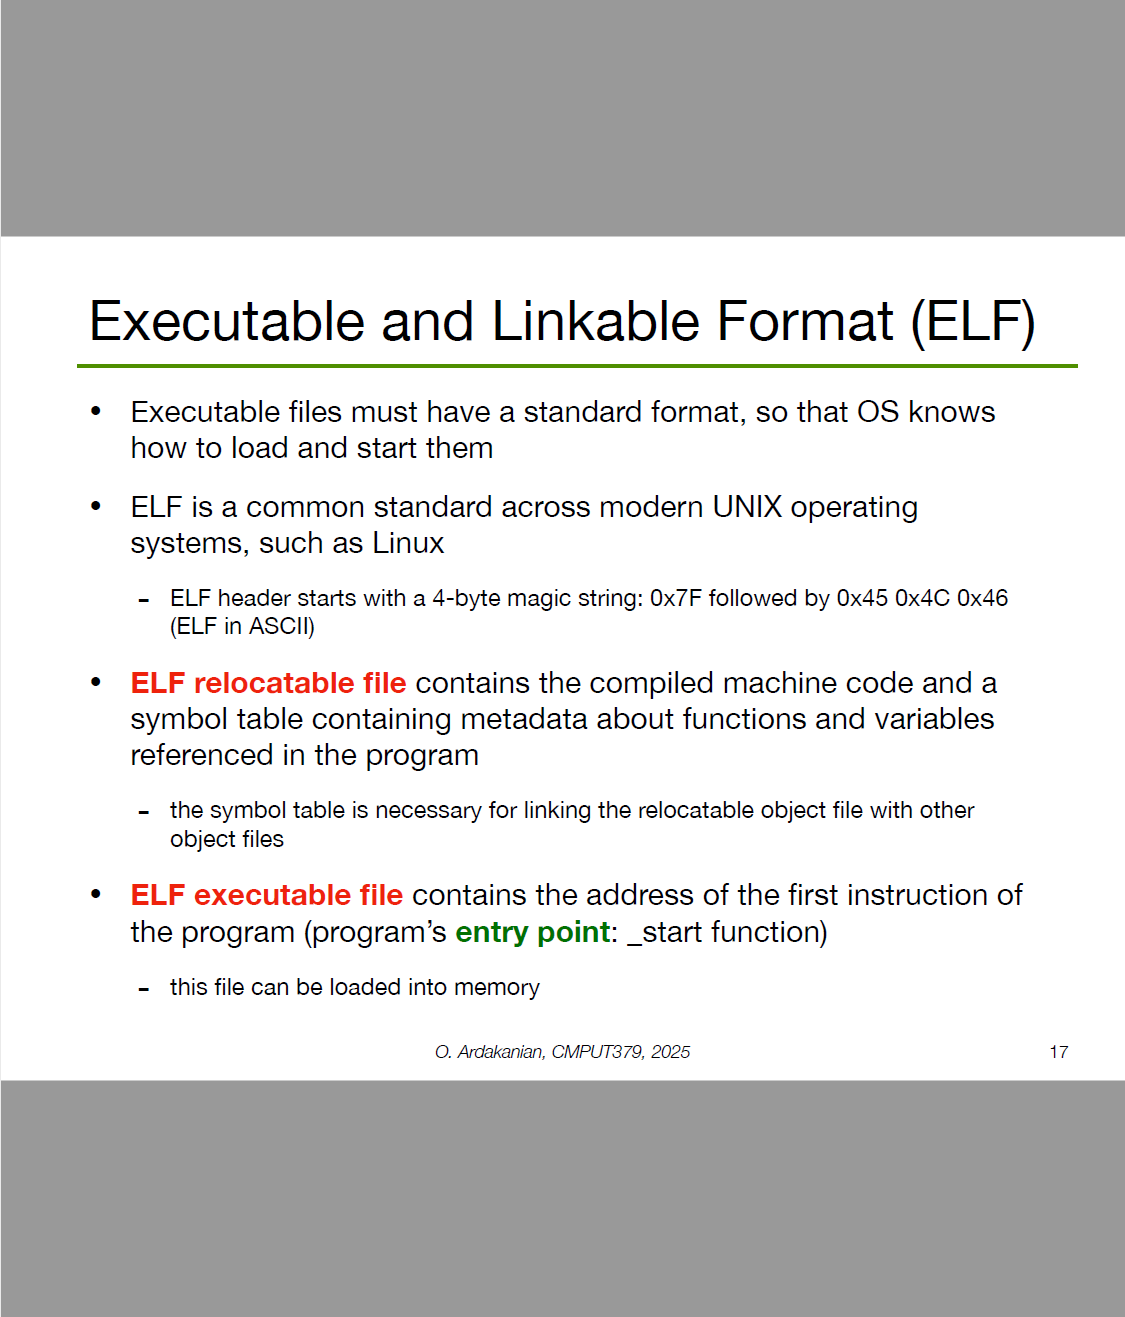 Executable and Linkable Format (ELF)
• Executable files must have a standard format, so that OS knows
how to load and start them
• ELF is a common standard across modern UNIX operating
systems, such as Linux
- ELF header starts with a 4-byte magic string: 0x7F followed by 0x45 0x4C 0x46
(ELF in ASCII)
• ELF relocatable file contains the compiled machine code and a
symbol table containing metadata about functions and variables
referenced in the program
- the symbol table is necessary for linking the relocatable object file with other
object files
• ELF executable file contains the address of the first instruction of
the program (program’s entry point: _start function)
- this file can be loaded into memory
O. Ardakanian, CMPUT379, 2025 17